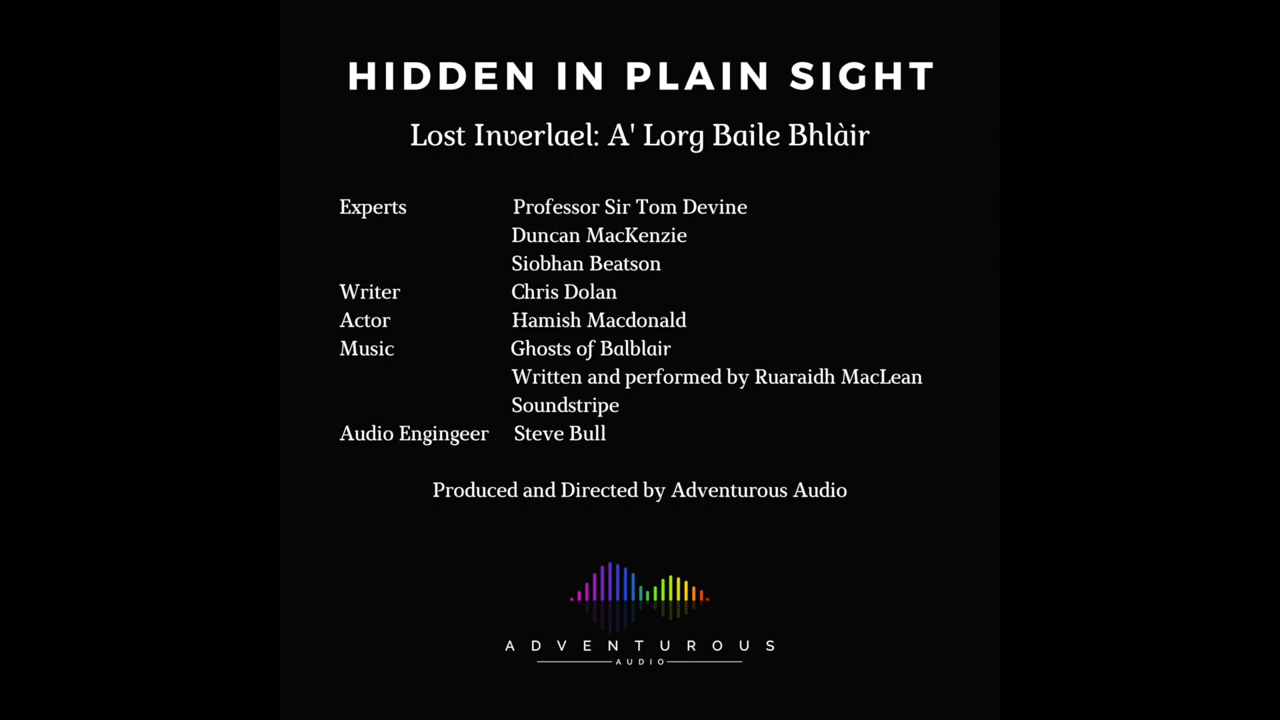 HIDDEN IN PLAIN SIGHT
Lost Inverlael: A' Lorg Baile Bhlàir
Experts Professor Sir Tom Devine
Duncan MacKenzie
Siobhan Beatson
Writer Chris Dolan
Actor Hamish Macdonald
Music Ghosts of Balblair
Written and performed by Ruaraidh MacLean
Soundstripe
Audio Engingeer Steve Bull
Produced and Directed by Adventurous Audio
ADVENTUROUS
AUDIO